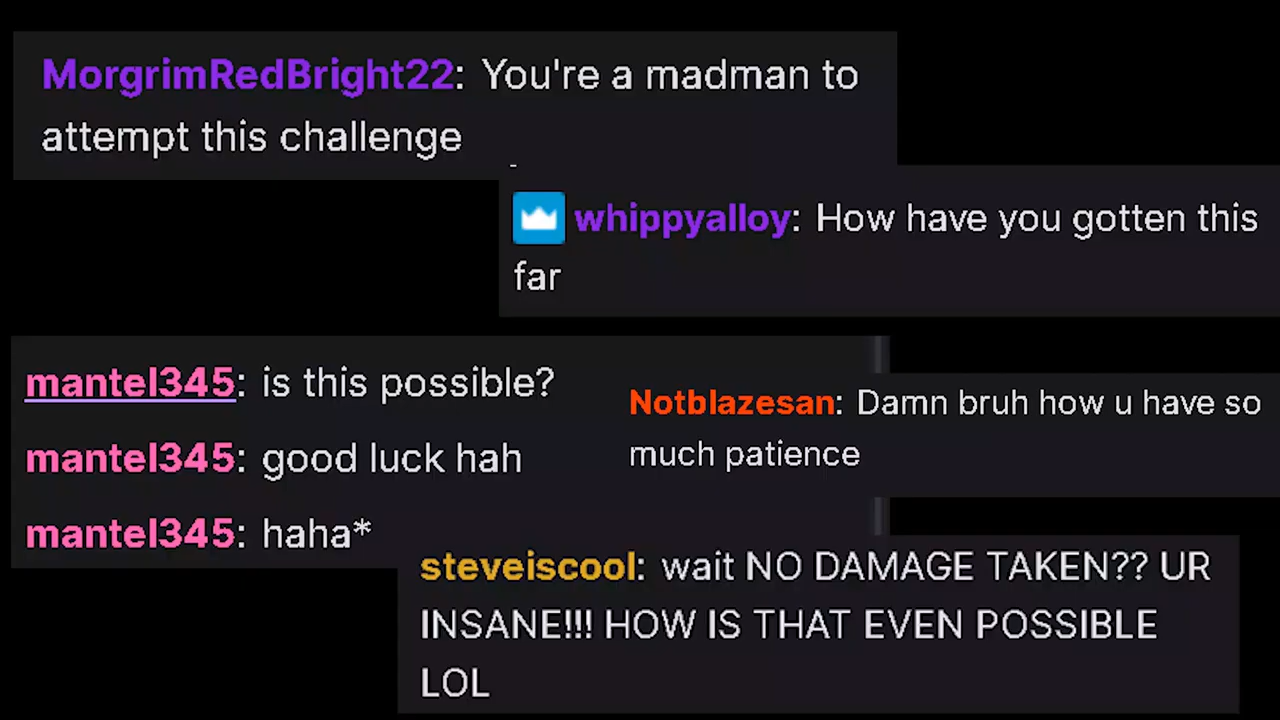 MorgrimRedBright22: You're a madman to
attempt this challenge
whippyalloy: How have you gotten this
far
mantel345: is this possible?
mantel345: good luck hah
mantel345: haha*
Notblazesan: Damn bruh how u have so
much patience
steveiscool: wait NO DAMAGE TAKEN?? UR
INSANE!!! HOW IS THAT EVEN POSSIBLE
LOL